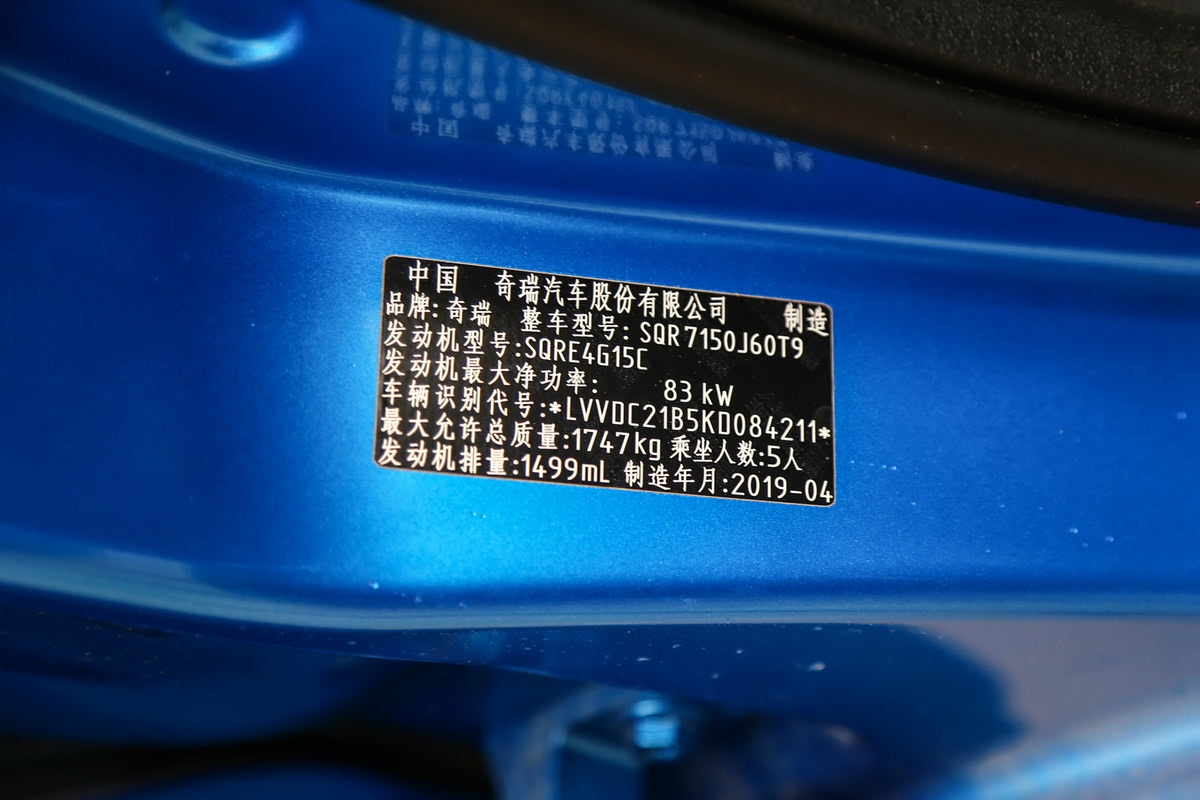 中国 奇瑞汽车股份有限公司 制造
品牌:奇瑞 整车型号:SQR7150J60T9
发动机型号:SQRE4G15C
发动机最大净功率: 83 kW
车辆识别代号:*LVVDC21B5KD084211*
最大允许总质量:1747kg 乘坐人数:5人
发动机排量:1499mL 制造年月:2019-04